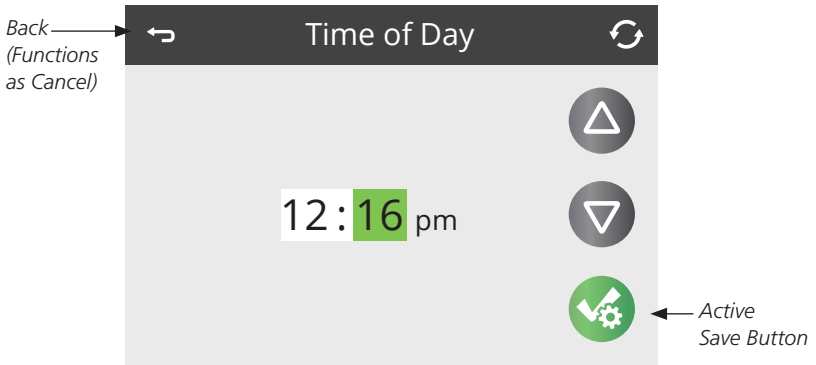 Back
(Functions
as Cancel)
Time of Day
12:16 pm
Active
Save Button